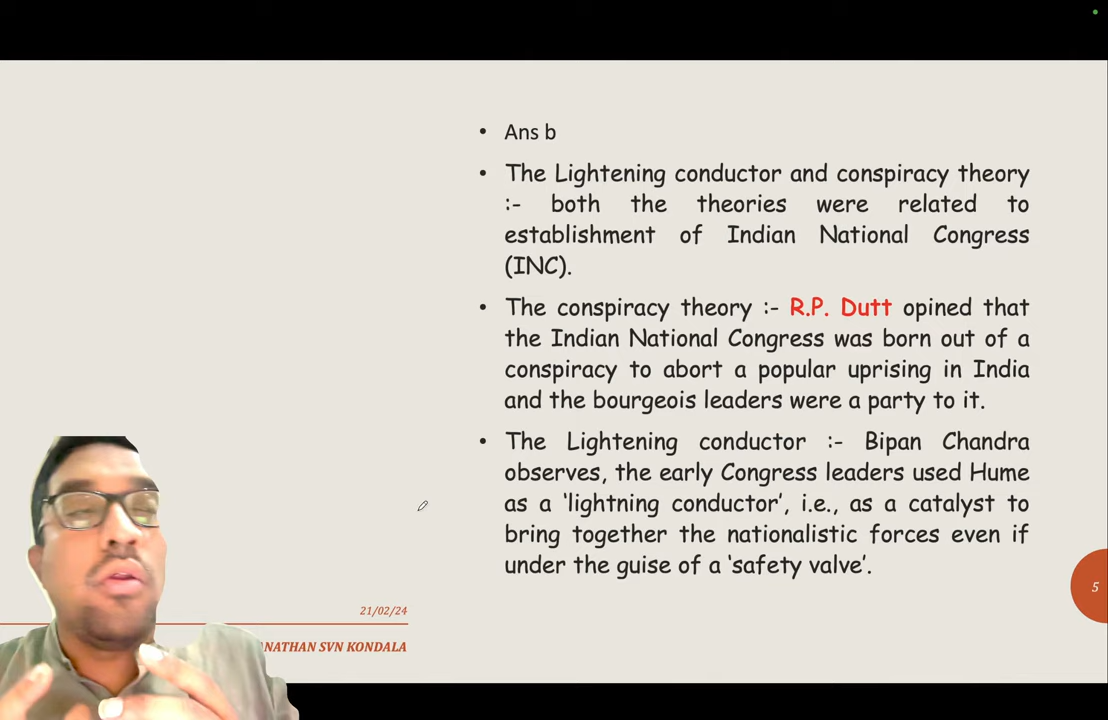 • Ans b
• The Lightening conductor and conspiracy theory
:- both the theories were related to
establishment of Indian National Congress
(INC).
• The conspiracy theory :- R.P. Dutt opined that
the Indian National Congress was born out of a
conspiracy to abort a popular uprising in India
and the bourgeois leaders were a party to it.
• The Lightening conductor :- Bipan Chandra
observes, the early Congress leaders used Hume
as a ‘lightning conductor’, i.e., as a catalyst to
bring together the nationalistic forces even if
under the guise of a ‘safety valve’.
5
21/02/24
NATHAN SVN KONDALA